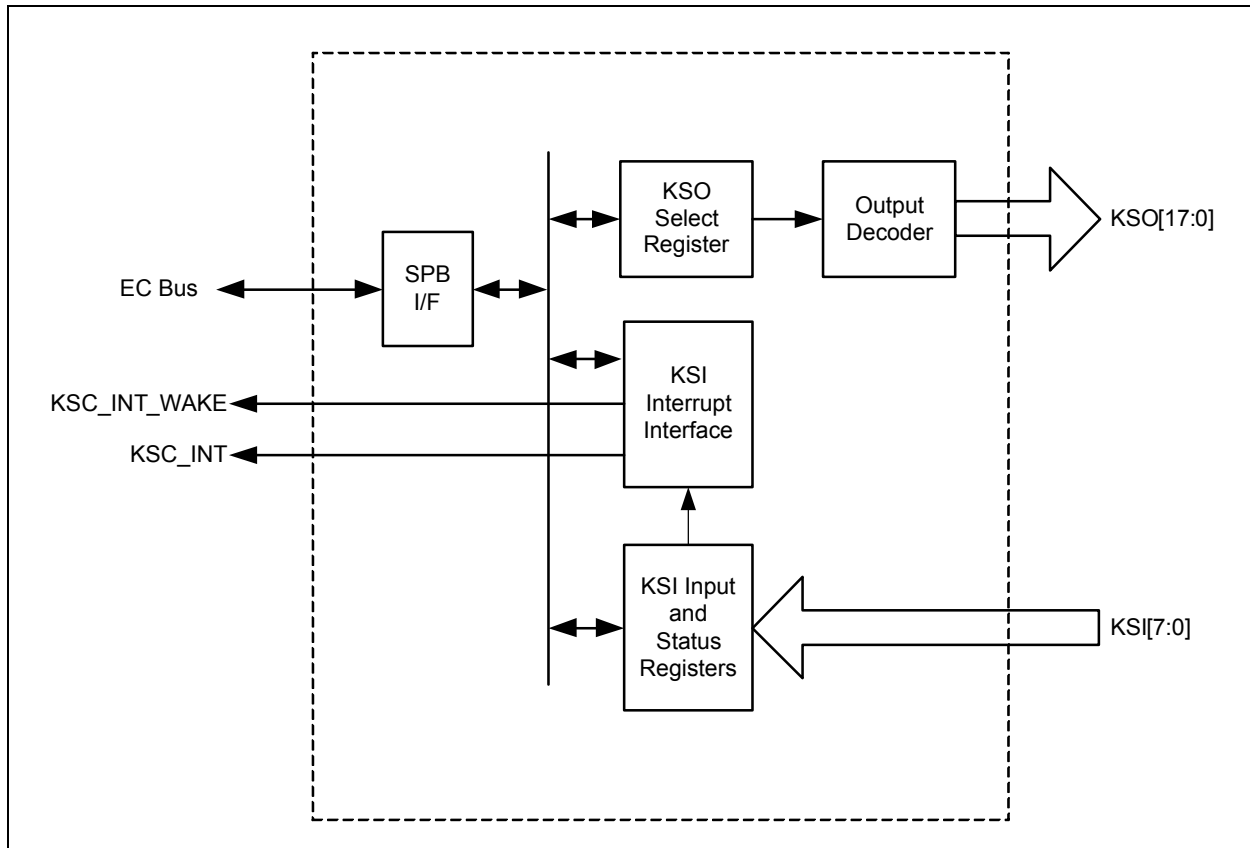 KSO
Select
Register
Output
Decoder
KSO[17:0]
EC Bus
SPB
I/F
KSI
Interrupt
Interface
KSC_INT_WAKE
KSC_INT
KSI Input
and
Status
Registers
KSI[7:0]